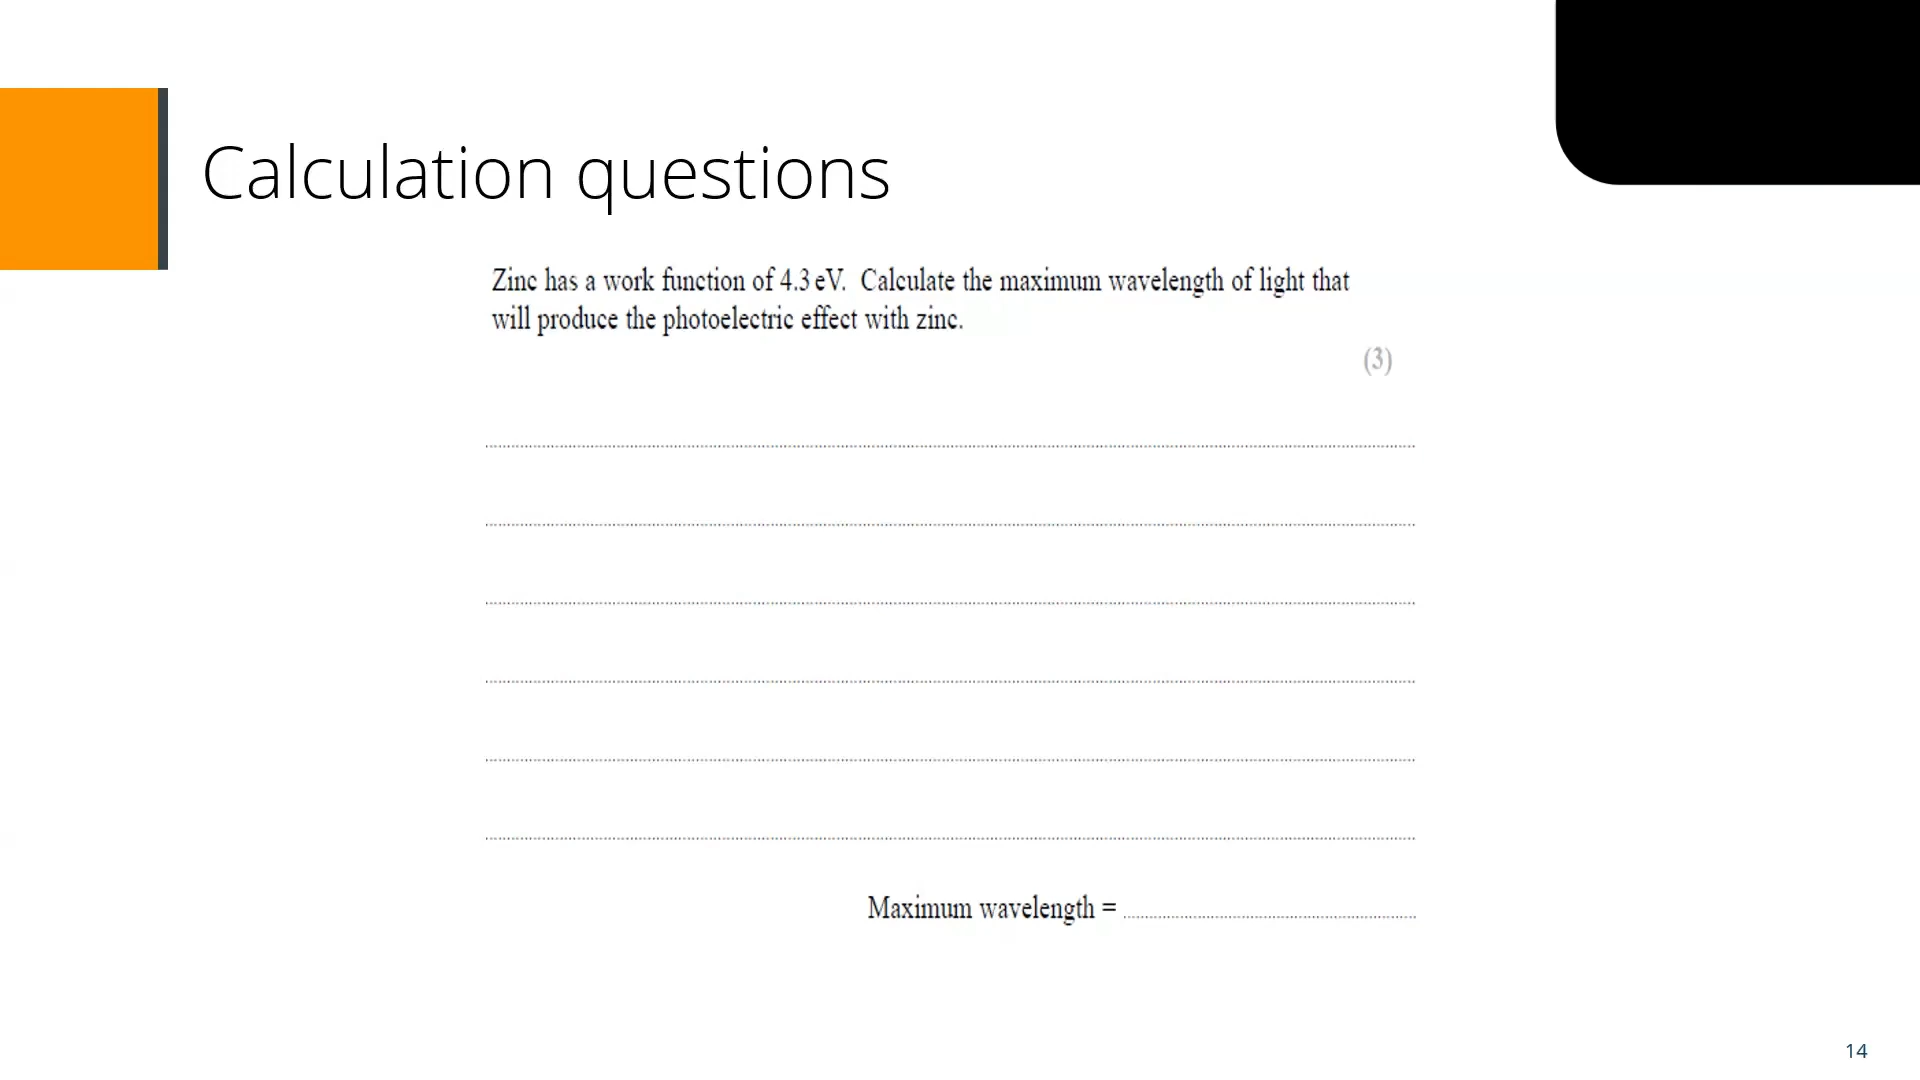 Calculation questions
Zinc has a work function of 4.3 eV. Calculate the maximum wavelength of light that
will produce the photoelectric effect with zinc.
(3)
Maximum wavelength =
14